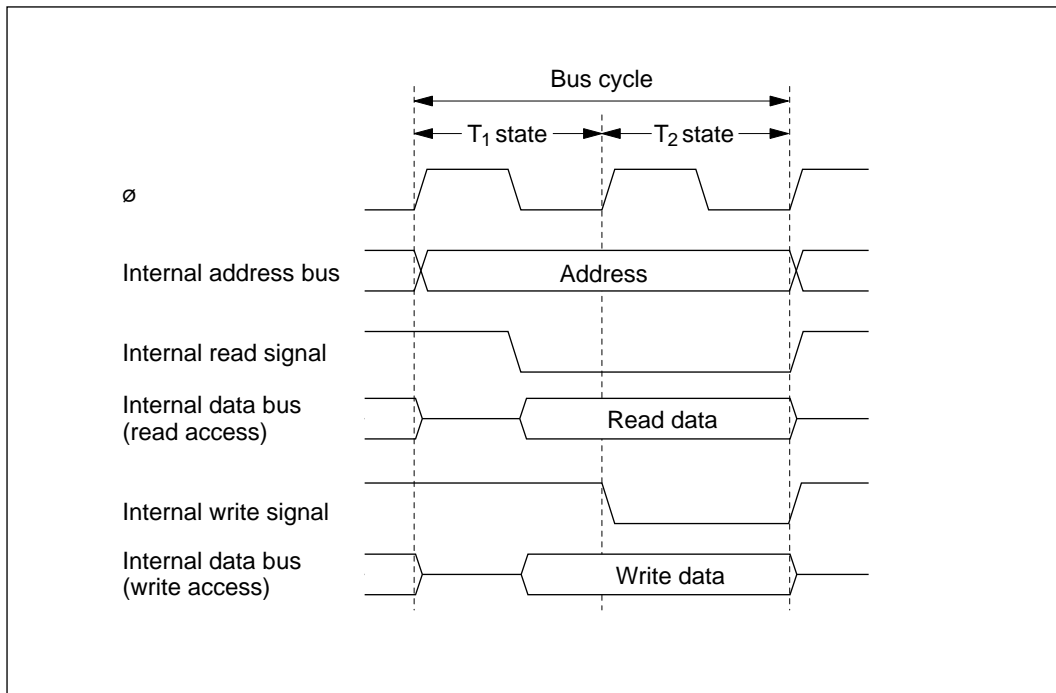 Bus cycle
T1 state
T2 state
ø
Internal address bus
Address
Internal read signal
Internal data bus
(read access)
Read data
Internal write signal
Internal data bus
(write access)
Write data